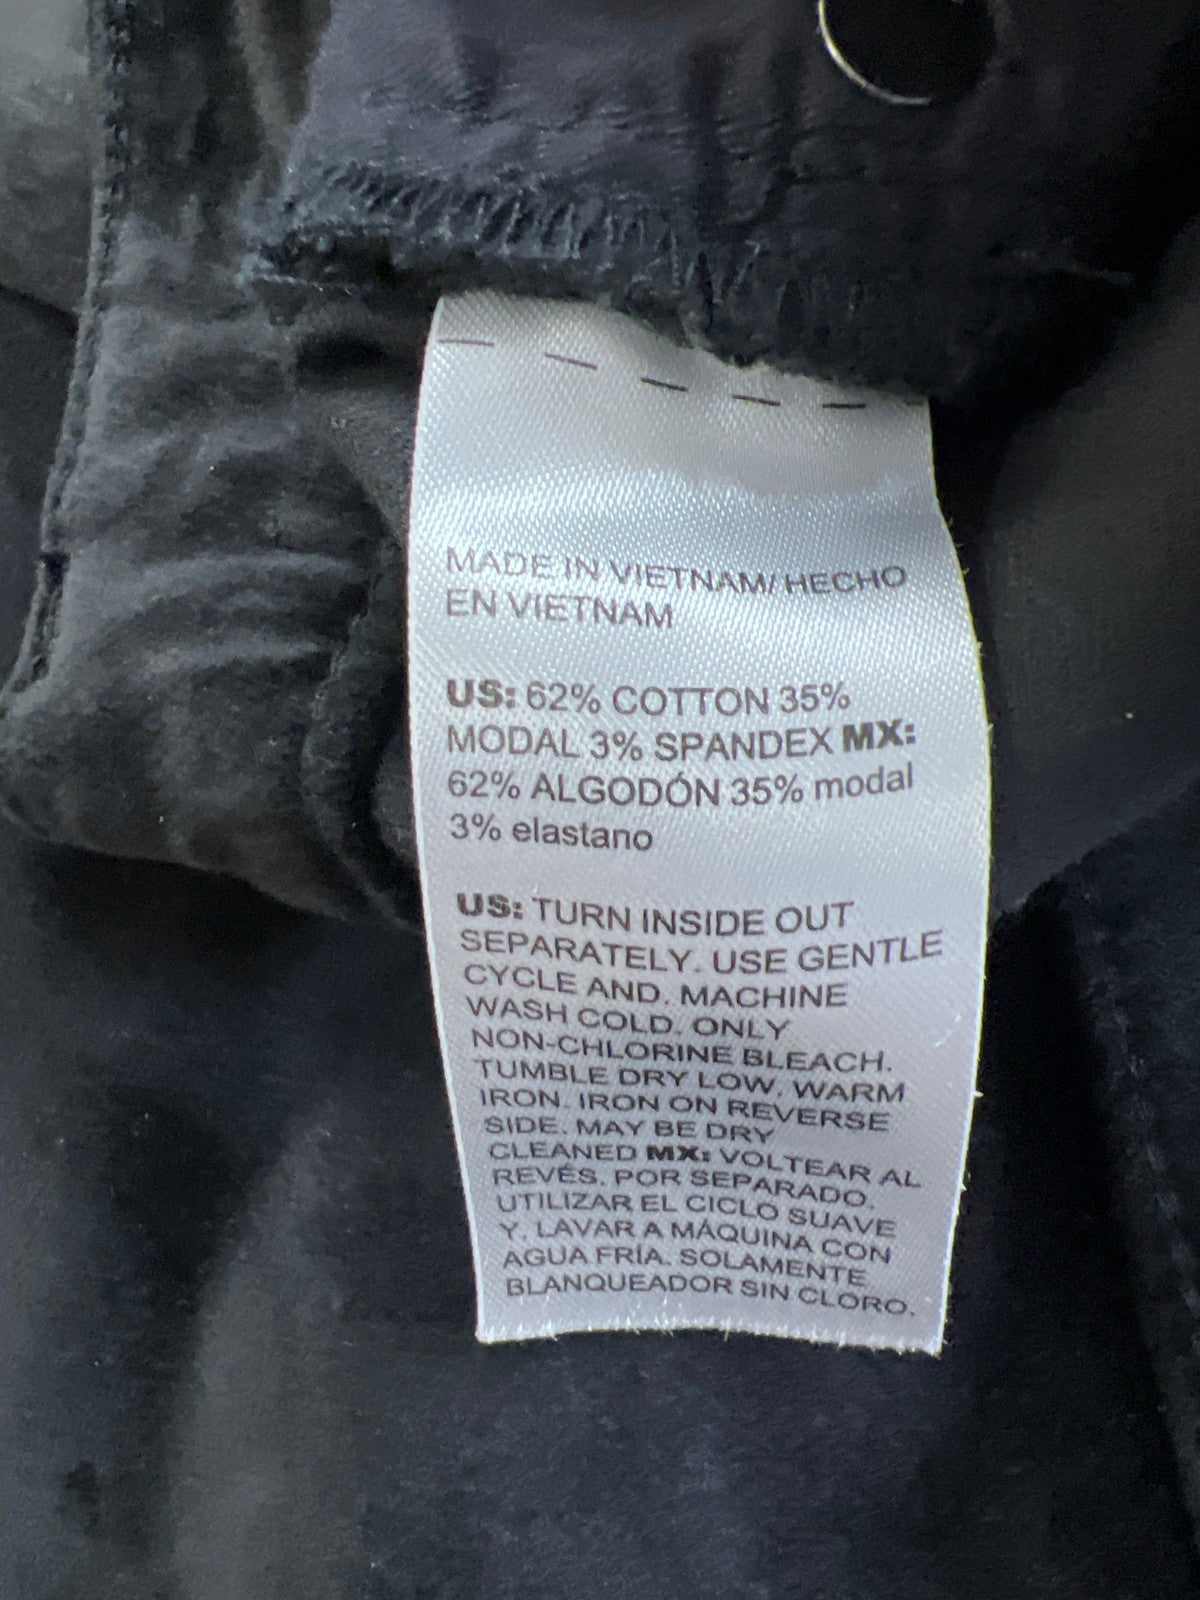 MADE IN VIETNAM/ HECHO
EN VIETNAM
US: 62% COTTON 35%
MODAL 3% SPANDEX MX:
62% ALGODÓN 35% modal
3% elastano
US: TURN INSIDE OUT
SEPARATELY. USE GENTLE
CYCLE AND. MACHINE
WASH COLD. ONLY
NON-CHLORINE BLEACH.
TUMBLE DRY LOW. WARM
IRON. IRON ON REVERSE
SIDE. MAY BE DRY
CLEANED MX: VOLTEAR AL
REVÉS. POR SEPARADO.
UTILIZAR EL CICLO SUAVE
Y. LAVAR A MÁQUINA CON
AGUA FRÍA. SOLAMENTE
BLANQUEADOR SIN CLORO.